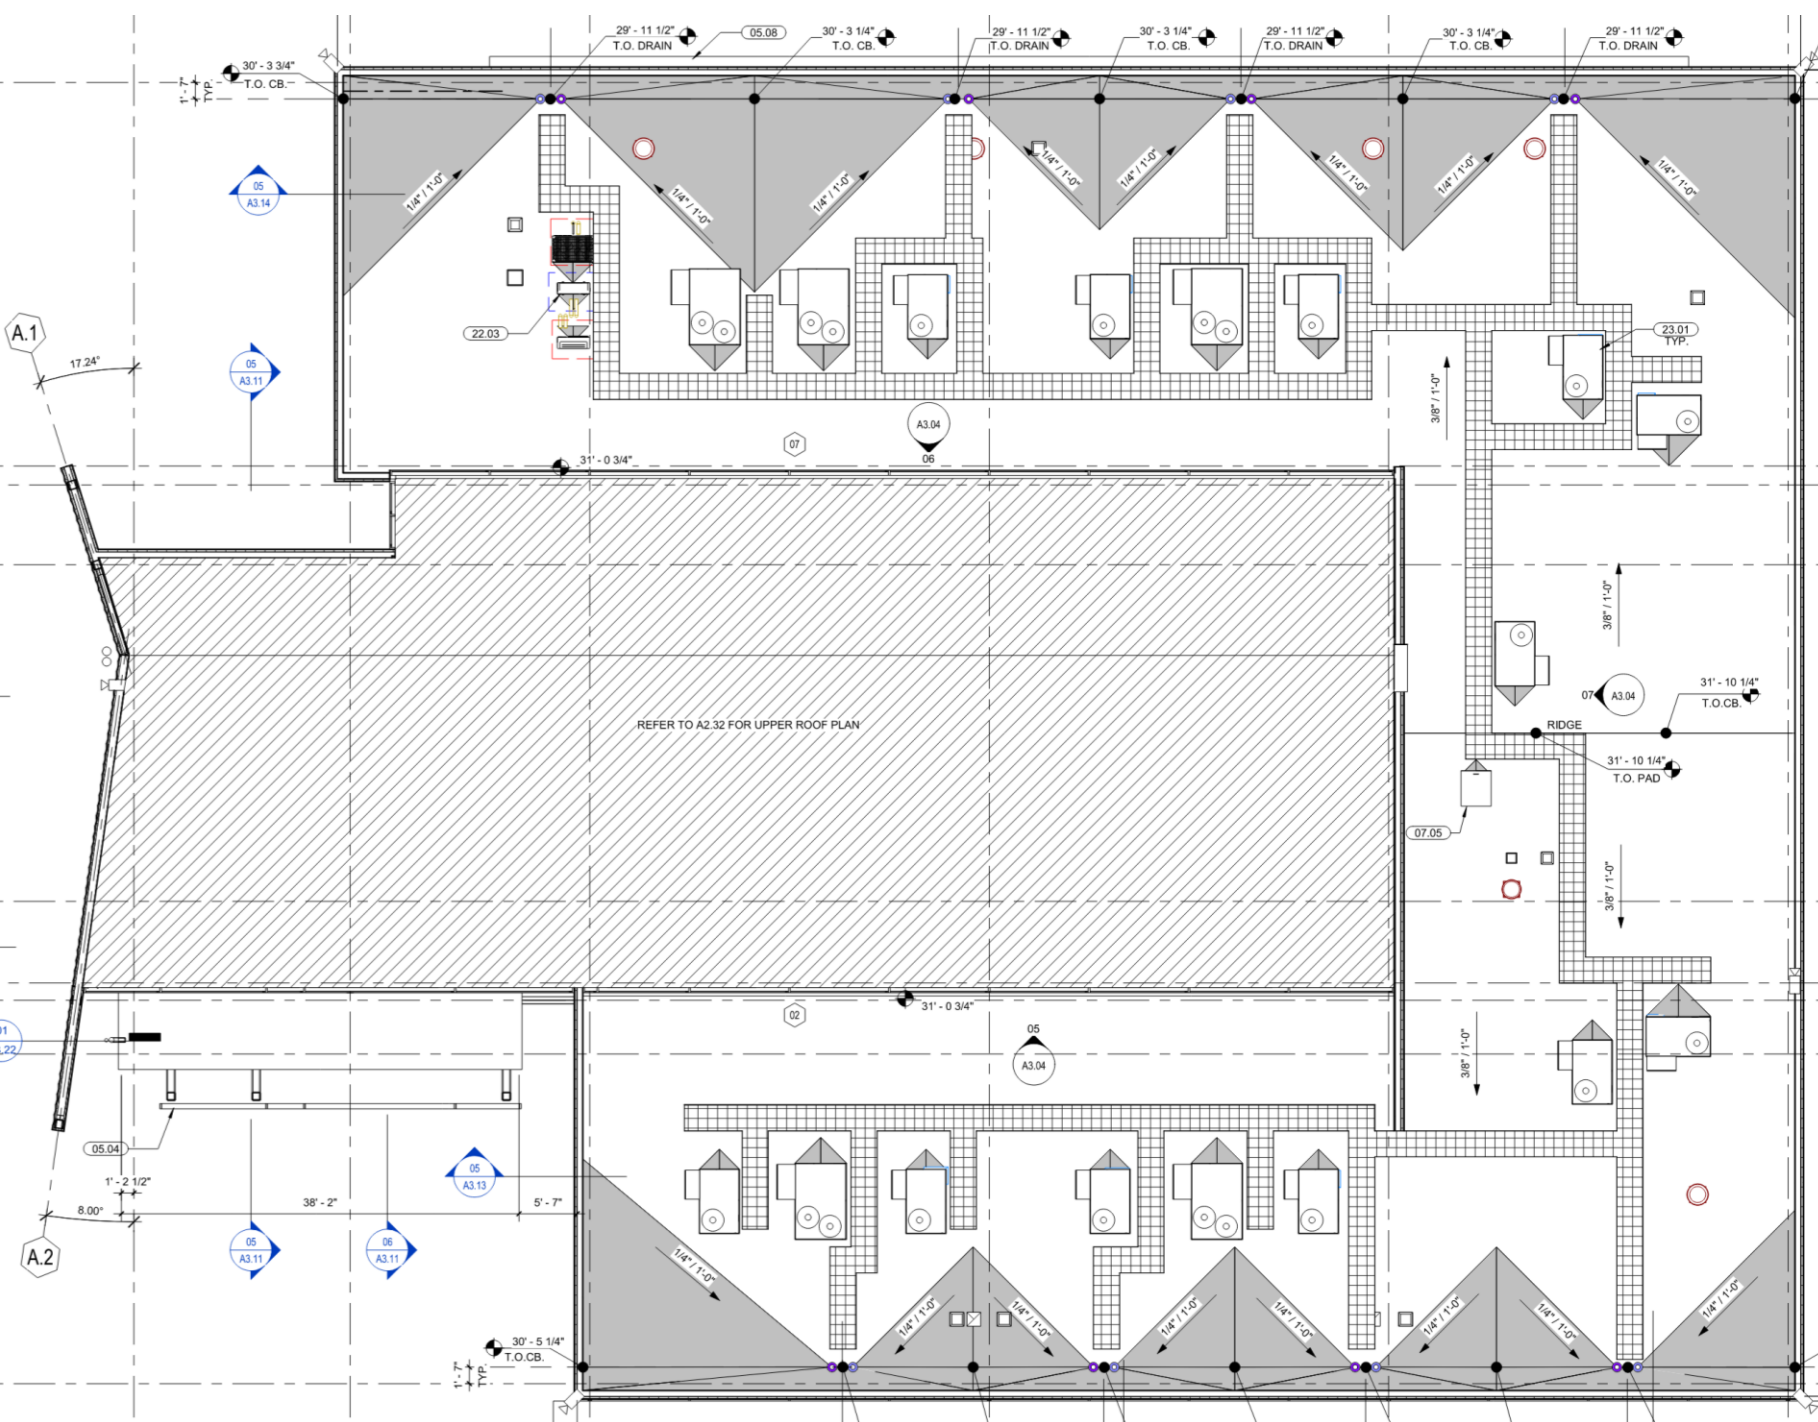 29' - 11 1/2"
T.O. DRAIN
05.08
30' - 3 1/4"
T.O. CB.
29' - 11 1/2"
T.O. DRAIN
30' - 3 1/4"
T.O. CB.
29' - 11 1/2"
T.O. DRAIN
30' - 3 1/4"
T.O. CB.
29' - 11 1/2"
T.O. DRAIN
30' - 3 3/4"
T.O. CB.
1' - 7"
TYP.
05
A3.14
1/4" / 1'-0"
1/4" / 1'-0"
1/4" / 1'-0"
1/4" / 1'-0"
1/4" / 1'-0"
1/4" / 1'-0"
1/4" / 1'-0"
1/4" / 1'-0"
A.1
17.24°
05
A3.11
22.03
23.01
TYP.
3/8" / 1'-0"
A3.04
06
07
31' - 0 3/4"
3/8" / 1'-0"
REFER TO A2.32 FOR UPPER ROOF PLAN
07
A3.04
31' - 10 1/4"
T.O.CB.
RIDGE
31' - 10 1/4"
T.O. PAD
07.05
3/8" / 1'-0"
31' - 0 3/4"
02
05
A3.04
3/8" / 1'-0"
01
.22
05.04
1' - 2 1/2"
38' - 2"
5' - 7"
8.00°
A.2
05
A3.11
06
A3.11
05
A3.13
1/4" / 1'-0"
1/4" / 1'-0"
1/4" / 1'-0"
1/4" / 1'-0"
1/4" / 1'-0"
1/4" / 1'-0"
1/4" / 1'-0"
1/4" / 1'-0"
30' - 5 1/4"
T.O.CB.
1' - 7"
TYP.